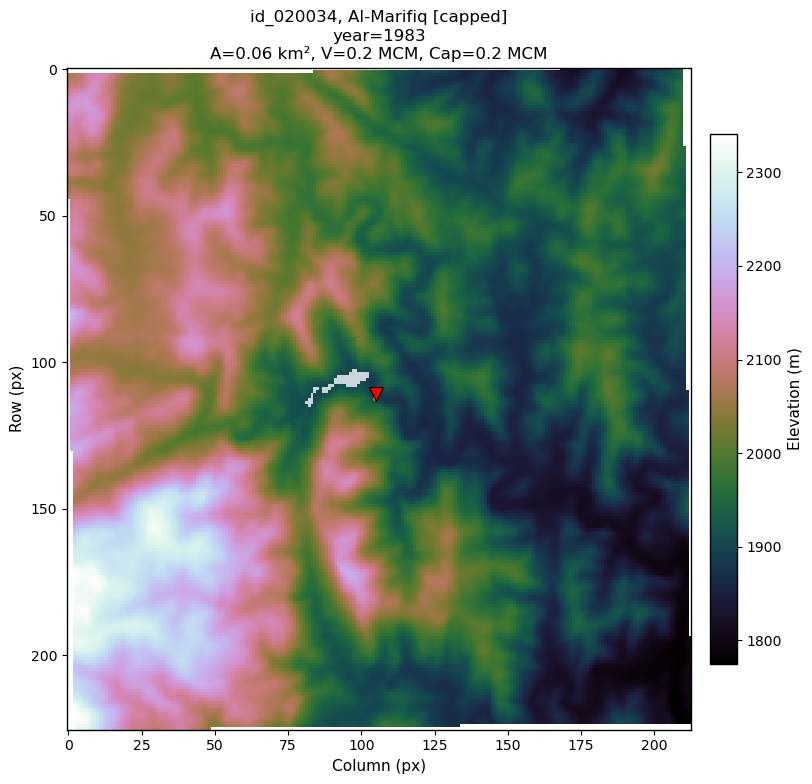 id_020034, Al-Marifiq [capped]
year=1983
A=0.06 km², V=0.2 MCM, Cap=0.2 MCM
0
50
100
150
200
Row (px)
0 25 50 75 100 125 150 175 200
Column (px)
2300
2200
2100
2000
1900
1800
Elevation (m)